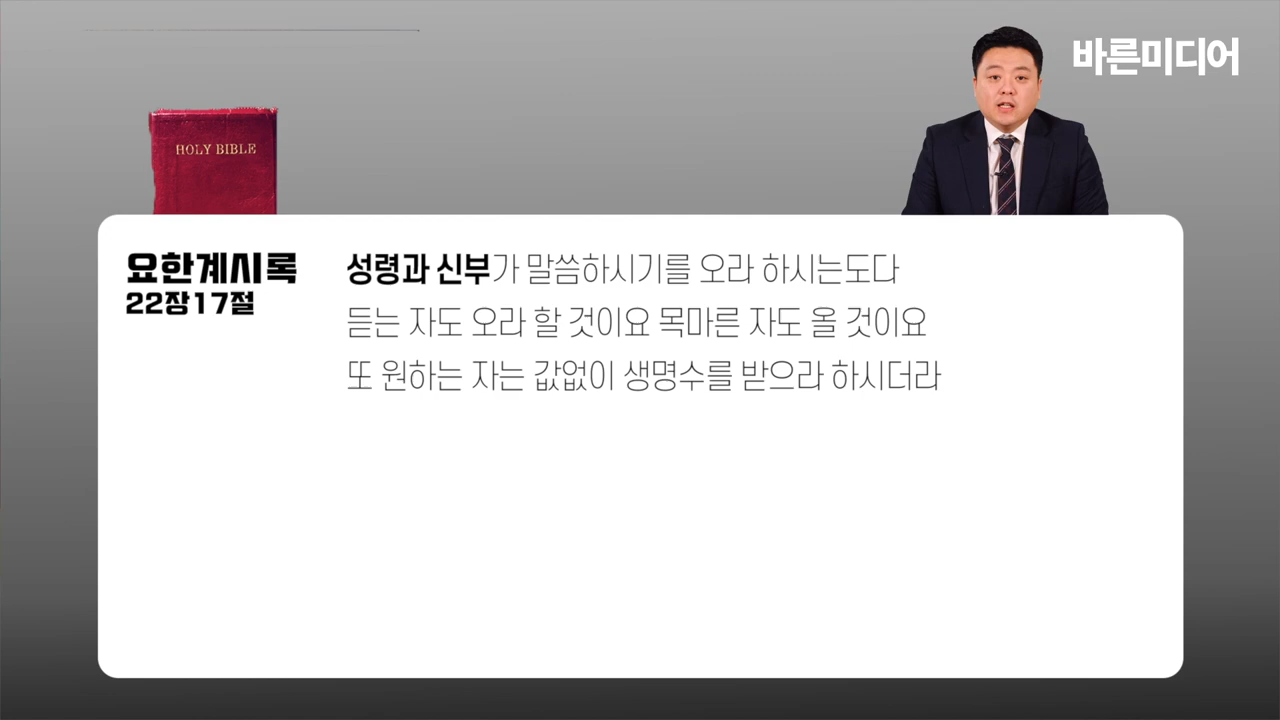 바른미디어
HOLY BIBLE
요한계시록
22장17절
성령과 신부가 말씀하시기를 오라 하시는도다
듣는 자도 오라 할 것이요 목마른 자도 올 것이요
또 원하는 자는 값없이 생명수를 받으라 하시더라